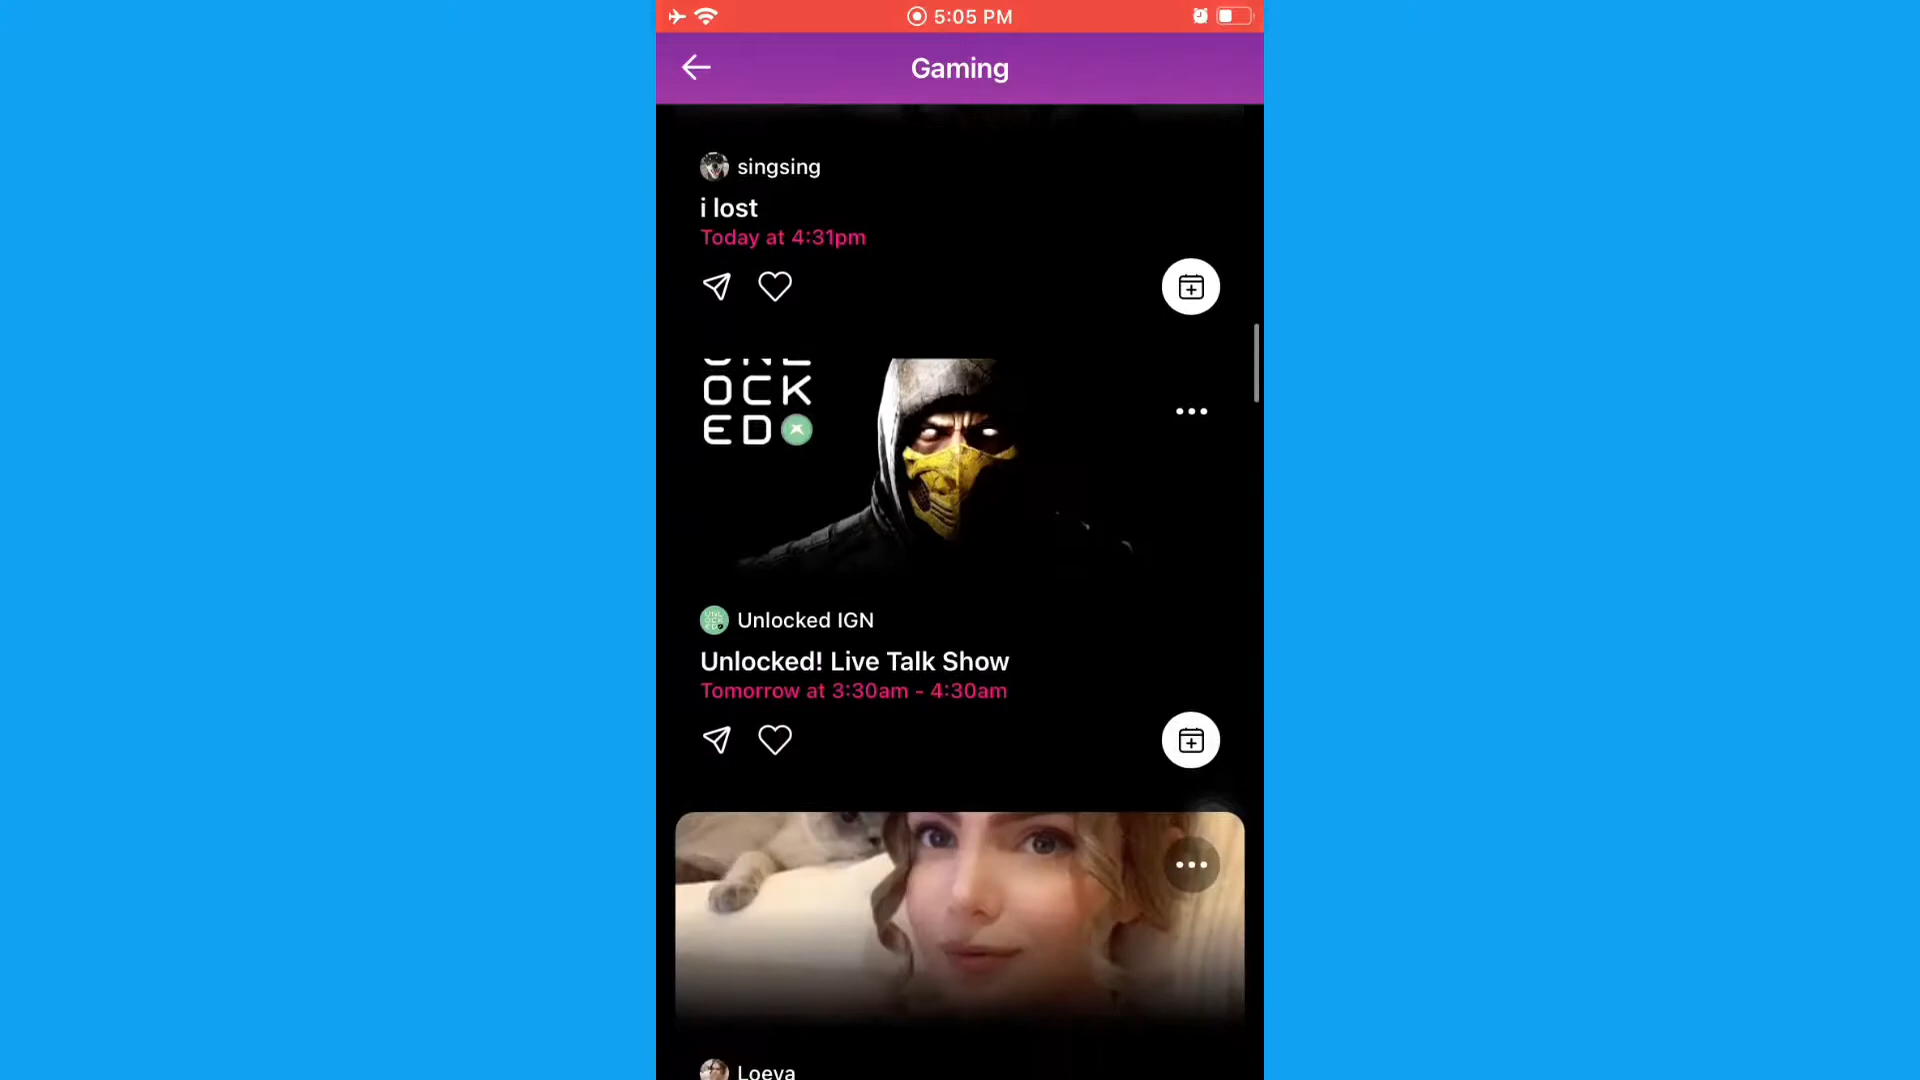 5:05 PM
Gaming
singsing
i lost
Today at 4:31pm
OCK
ED
Unlocked IGN
Unlocked! Live Talk Show
Tomorrow at 3:30am - 4:30am
Loeva